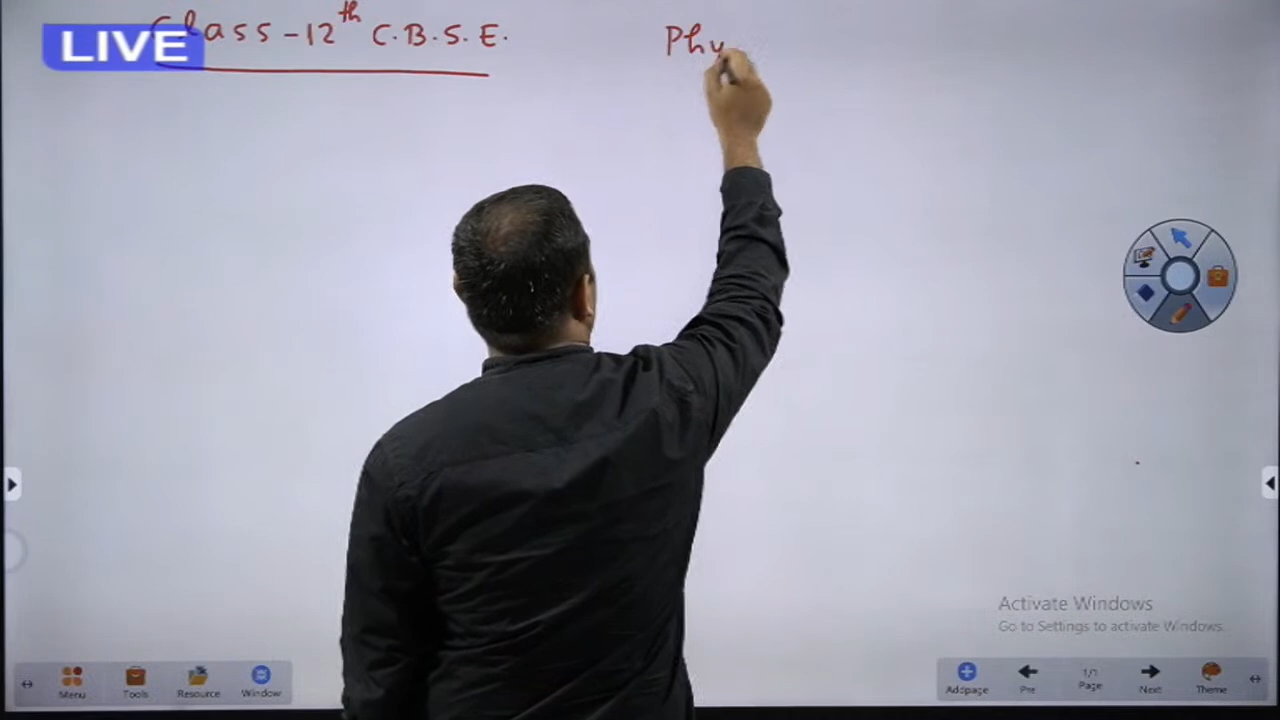 LIVE
Class-12th C.B.S.E. Phy
Activate Windows
Go to Settings to activate Windows.
Menu Tools Resource Window
Addpage Pre 1/1 Page Next Theme